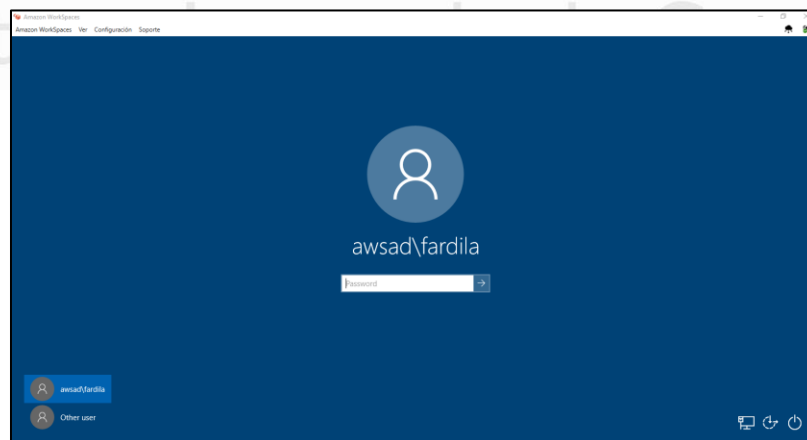 Amazon WorkSpaces
Amazon WorkSpaces Ver Configuración Soporte
awsad\fardila
Password
awsad\fardila
Other user